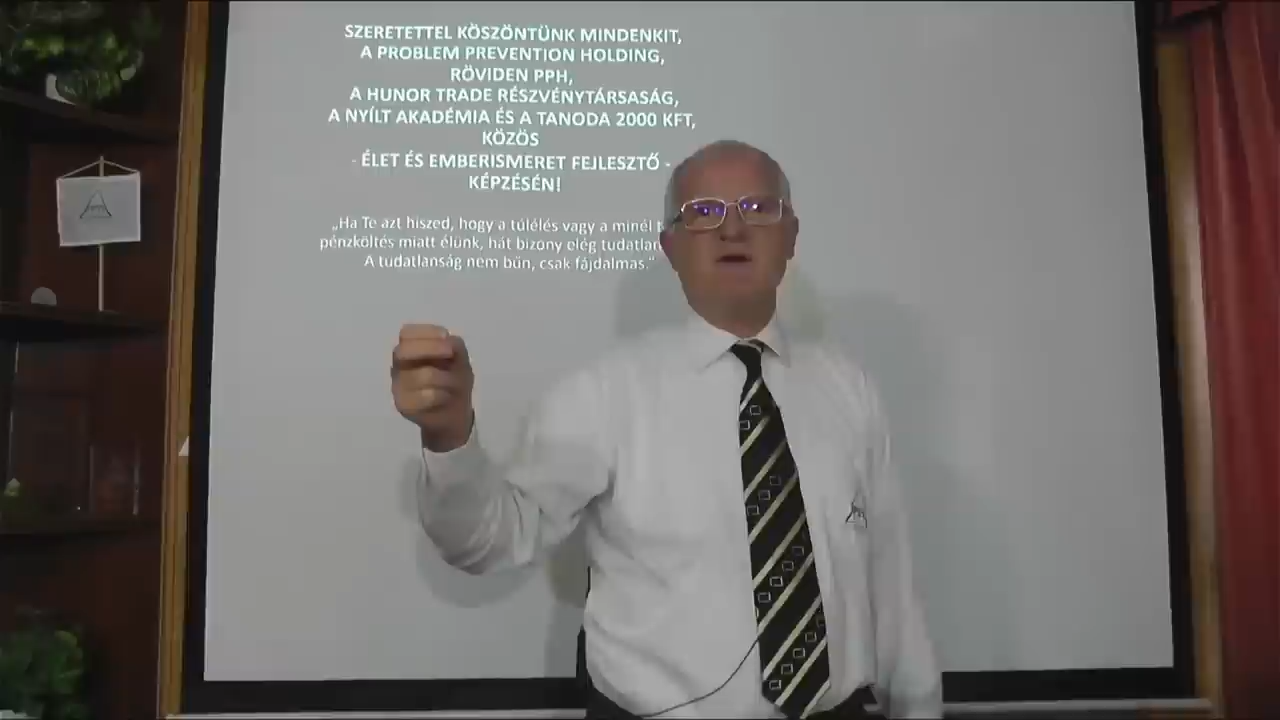 SZERETETTEL KÖSZÖNTÜNK MINDENKIT,
A PROBLEM PREVENTION HOLDING,
RÖVIDEN PPH,
A HUNOR TRADE RÉSZVÉNYTÁRSASÁG,
A NYÍLT AKADÉMIA ÉS A TANODA 2000 KFT,
KÖZÖS
- ÉLET ÉS EMBERISMERET FEJLESZTŐ -
KÉPZÉSÉN!
„Ha Te azt hiszed, hogy a túlélés vagy a minél
pénzköltés miatt élünk, hát bizony elég
A tudatlanság nem bűn, csak fájdalmas.”